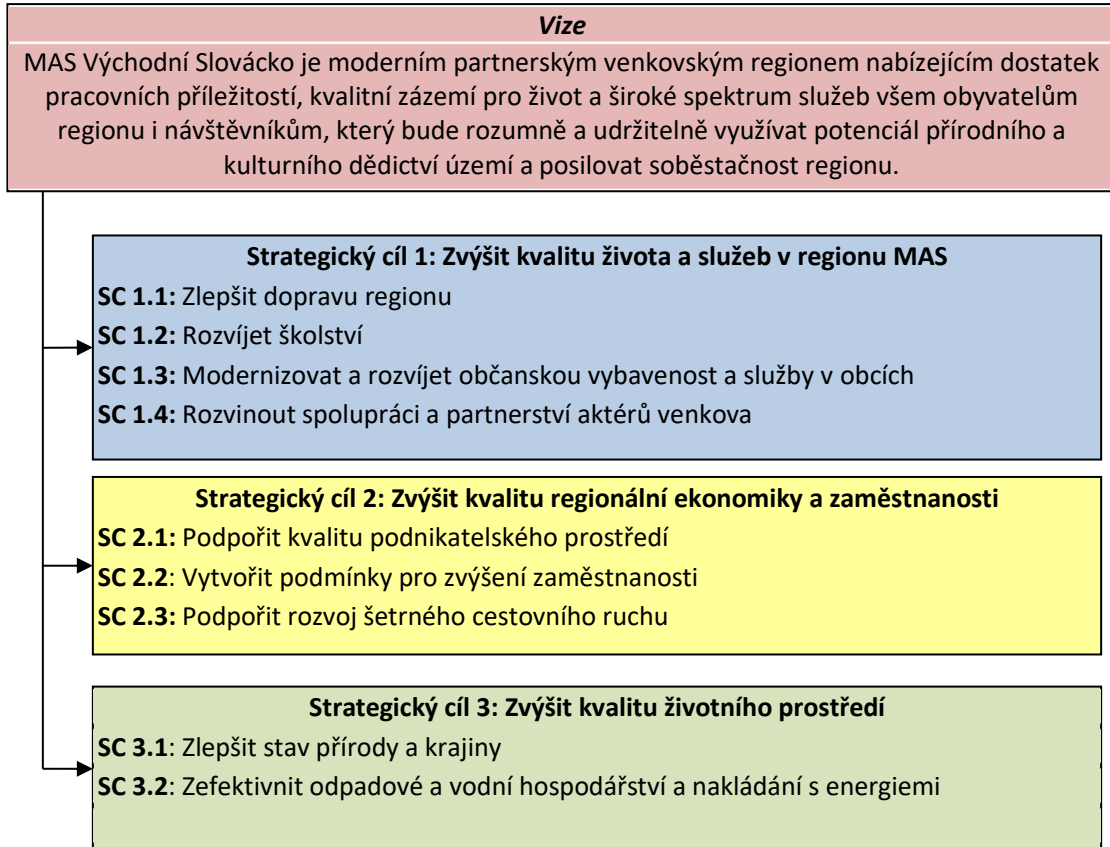 Vize
MAS Východní Slovácko je moderním partnerským venkovským regionem nabízejícím dostatek
pracovních příležitostí, kvalitní zázemí pro život a široké spektrum služeb všem obyvatelům
regionu i návštěvníkům, který bude rozumně a udržitelně využívat potenciál přírodního a
kulturního dědictví území a posilovat soběstačnost regionu.
Strategický cíl 1: Zvýšit kvalitu života a služeb v regionu MAS
SC 1.1: Zlepšit dopravu regionu
SC 1.2: Rozvíjet školství
SC 1.3: Modernizovat a rozvíjet občanskou vybavenost a služby v obcích
SC 1.4: Rozvinout spolupráci a partnerství aktérů venkova
Strategický cíl 2: Zvýšit kvalitu regionální ekonomiky a zaměstnanosti
SC 2.1: Podpořit kvalitu podnikatelského prostředí
SC 2.2: Vytvořit podmínky pro zvýšení zaměstnanosti
SC 2.3: Podpořit rozvoj šetrného cestovního ruchu
Strategický cíl 3: Zvýšit kvalitu životního prostředí
SC 3.1: Zlepšit stav přírody a krajiny
SC 3.2: Zefektivnit odpadové a vodní hospodářství a nakládání s energiemi